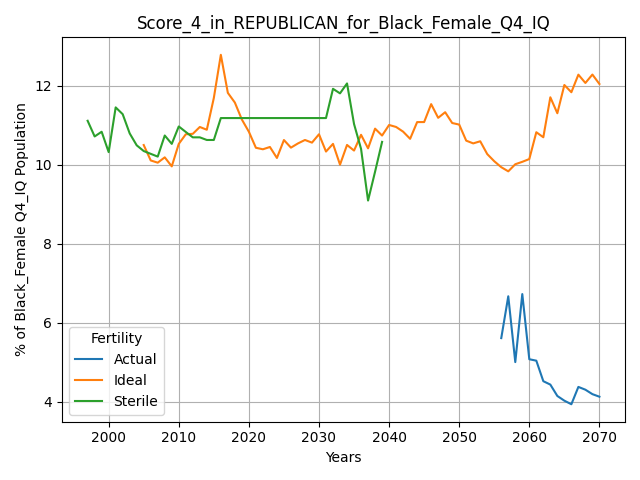 Score_4_in_REPUBLICAN_for_Black_Female_Q4_IQ
% of Black_Female Q4_IQ Population
12
10
8
6
4
Fertility
Actual
Ideal
Sterile
2000 2010 2020 2030 2040 2050 2060 2070
Years